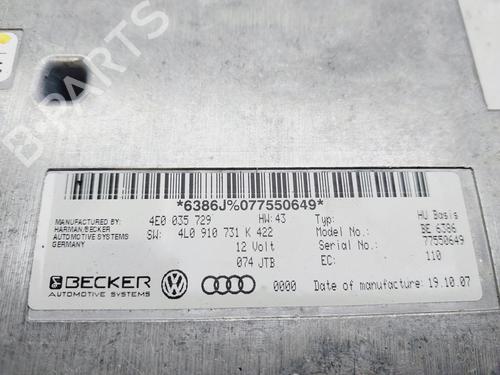 *6386J%077550649*
MANUFACTURED BY: 4E0 035 729 HW:43 Typ: HU Basis
HARMAN/BECKER SW: 4L0 910 731 K 422 Model No.: BE 6386
AUTOMOTIVE SYSTEMS 12 Volt Serial No.: 77550649
GERMANY 074 JTB EC: 110
BECKER
AUTOMOTIVE SYSTEMS 0000 Date of manufacture: 19.10.07
B-PARTS